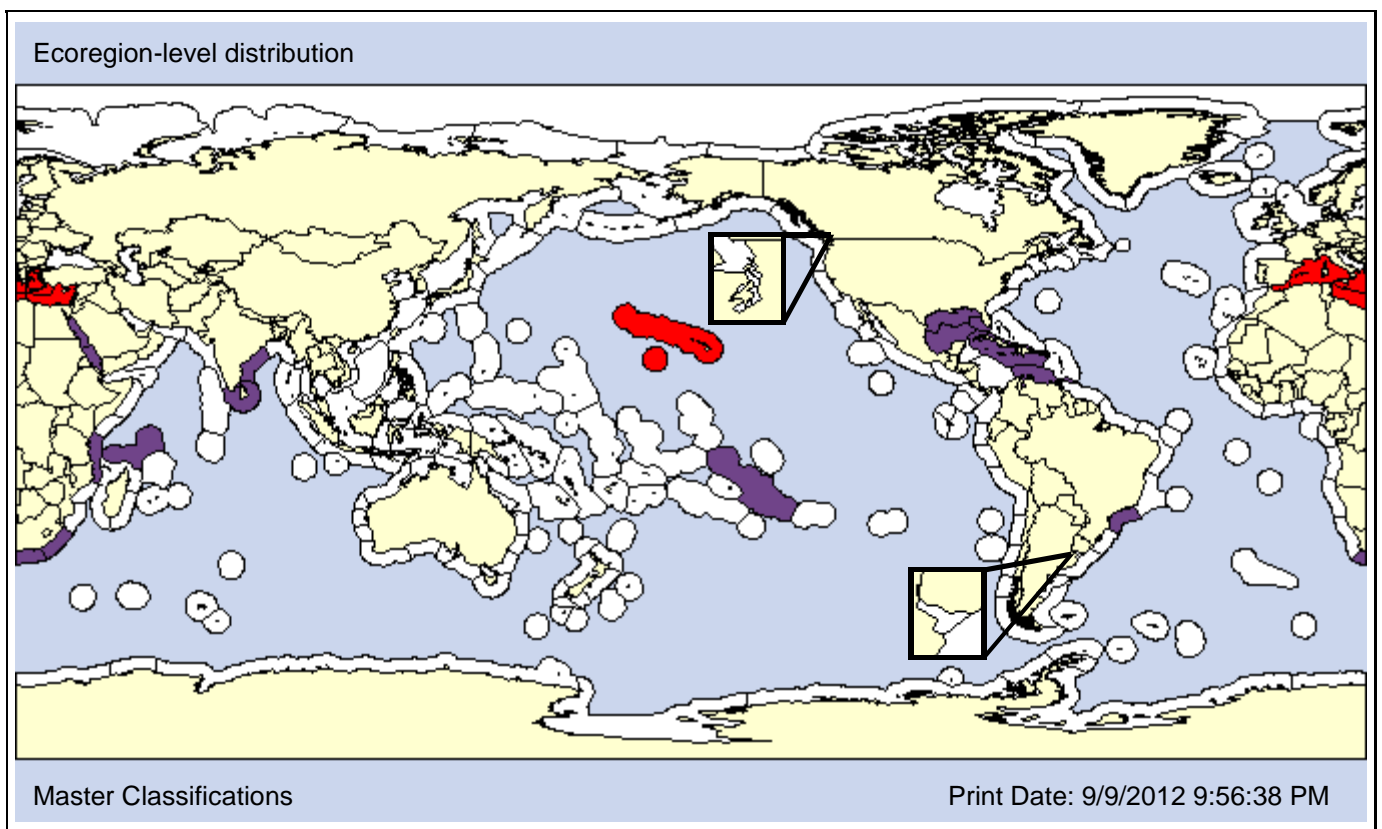 Ecoregion-level distribution
Master Classifications
Print Date: 9/9/2012 9:56:38 PM